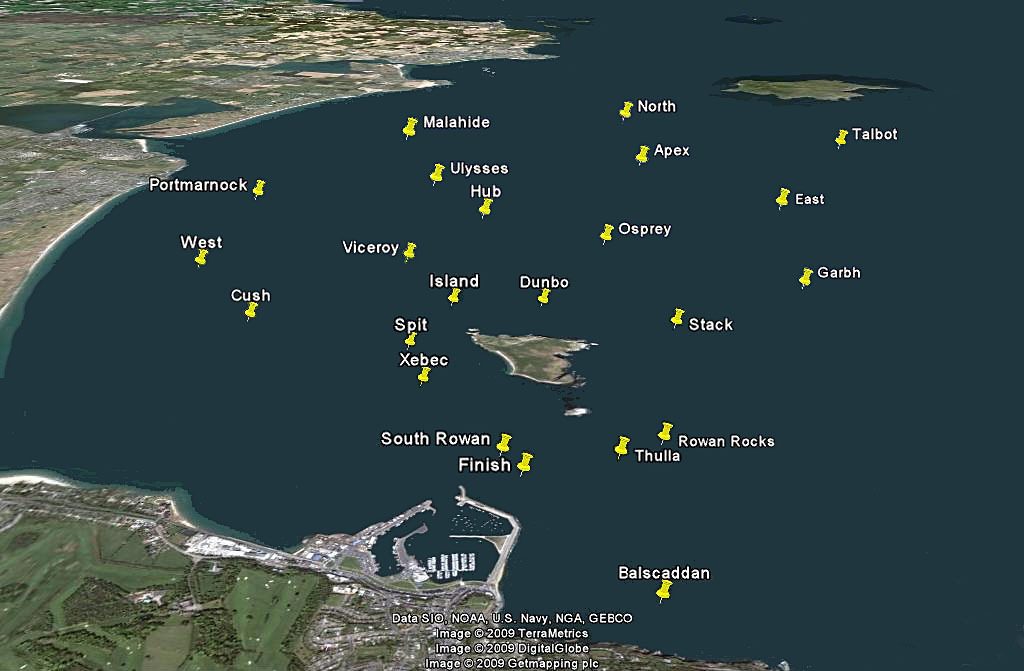 North
Malahide
Talbot
Apex
Ulysses
Portmarnock
Hub
East
Osprey
West
Viceroy
Garbh
Island
Dunbo
Cush
Spit
Stack
Xebec
South Rowan
Rowan Rocks
Thulla
Finish
Balscaddan
Data SIO, NOAA, U.S. Navy, NGA, GEBCO
Image © 2009 TerraMetrics
Image © 2009 DigitalGlobe
Image © 2009 Getmapping plc